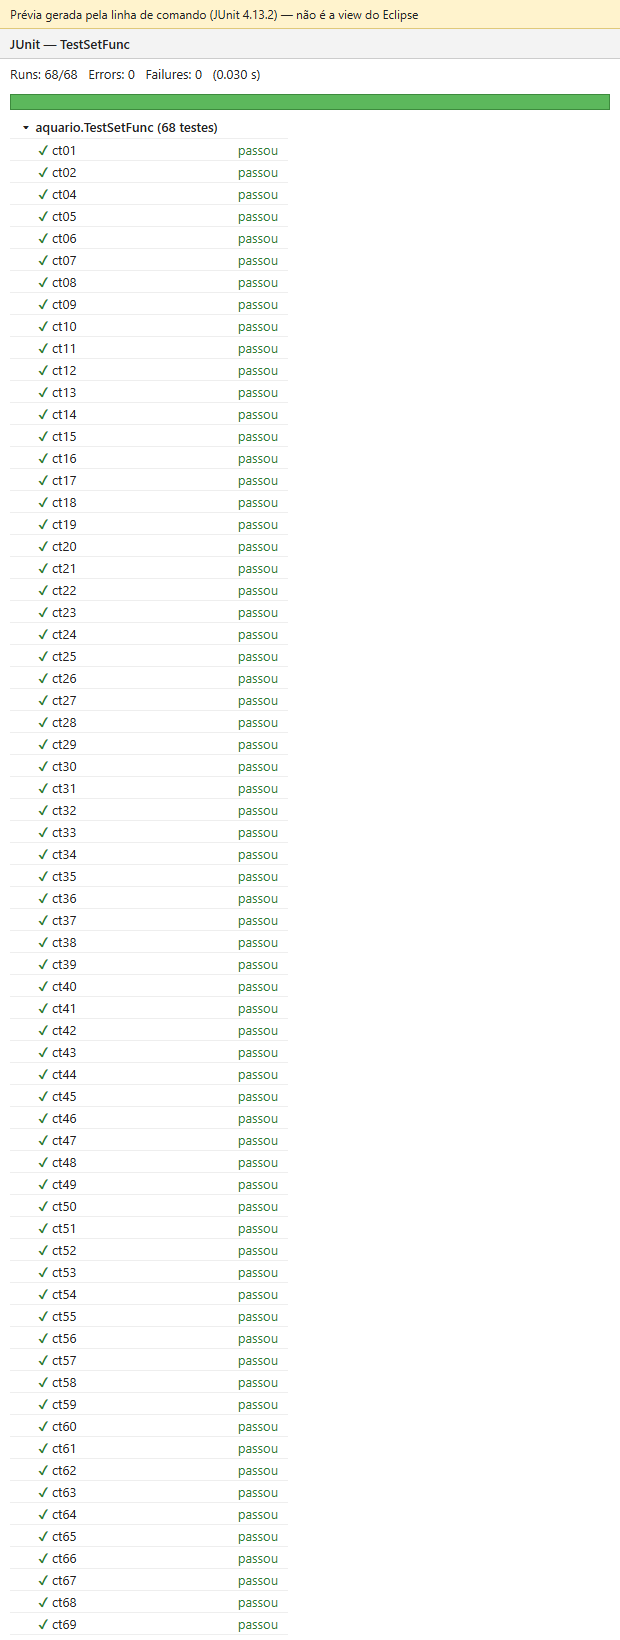 Prévia gerada pela linha de comando (JUnit 4.13.2) — não é a view do Eclipse
JUnit — TestSetFunc
Runs: 68/68 Errors: 0 Failures: 0 (0.030 s)
▾ aquario.TestSetFunc (68 testes)
✓ ct01 passou
✓ ct02 passou
✓ ct04 passou
✓ ct05 passou
✓ ct06 passou
✓ ct07 passou
✓ ct08 passou
✓ ct09 passou
✓ ct10 passou
✓ ct11 passou
✓ ct12 passou
✓ ct13 passou
✓ ct14 passou
✓ ct15 passou
✓ ct16 passou
✓ ct17 passou
✓ ct18 passou
✓ ct19 passou
✓ ct20 passou
✓ ct21 passou
✓ ct22 passou
✓ ct23 passou
✓ ct24 passou
✓ ct25 passou
✓ ct26 passou
✓ ct27 passou
✓ ct28 passou
✓ ct29 passou
✓ ct30 passou
✓ ct31 passou
✓ ct32 passou
✓ ct33 passou
✓ ct34 passou
✓ ct35 passou
✓ ct36 passou
✓ ct37 passou
✓ ct38 passou
✓ ct39 passou
✓ ct40 passou
✓ ct41 passou
✓ ct42 passou
✓ ct43 passou
✓ ct44 passou
✓ ct45 passou
✓ ct46 passou
✓ ct47 passou
✓ ct48 passou
✓ ct49 passou
✓ ct50 passou
✓ ct51 passou
✓ ct52 passou
✓ ct53 passou
✓ ct54 passou
✓ ct55 passou
✓ ct56 passou
✓ ct57 passou
✓ ct58 passou
✓ ct59 passou
✓ ct60 passou
✓ ct61 passou
✓ ct62 passou
✓ ct63 passou
✓ ct64 passou
✓ ct65 passou
✓ ct66 passou
✓ ct67 passou
✓ ct68 passou
✓ ct69 passou